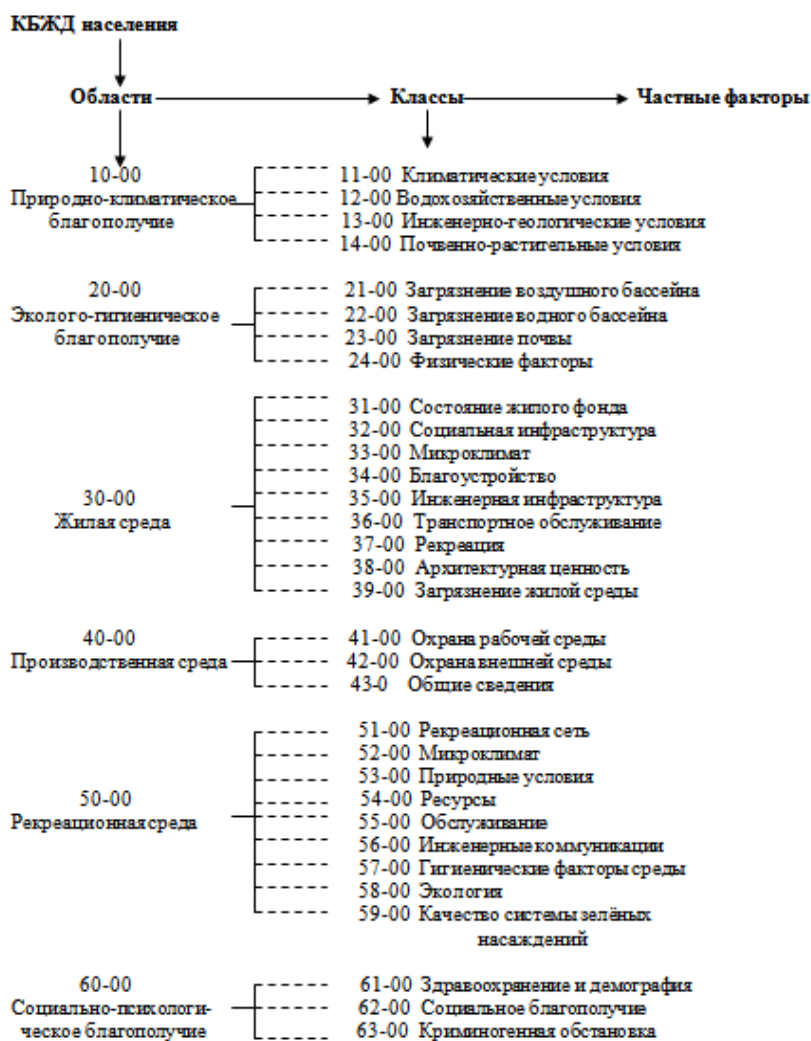 КБЖД населения
Области Классы Частные факторы
10-00
Природно-климатическое
благополучие
11-00 Климатические условия
12-00 Водохозяйственные условия
13-00 Инженерно-геологические условия
14-00 Почвенно-растительные условия
20-00
Эколого-гигиеническое
благополучие
21-00 Загрязнение воздушного бассейна
22-00 Загрязнение водного бассейна
23-00 Загрязнение почвы
24-00 Физические факторы
30-00
Жилая среда
31-00 Состояние жилого фонда
32-00 Социальная инфраструктура
33-00 Микроклимат
34-00 Благоустройство
35-00 Инженерная инфраструктура
36-00 Транспортное обслуживание
37-00 Рекреация
38-00 Архитектурная ценность
39-00 Загрязнение жилой среды
40-00
Производственная среда
41-00 Охрана рабочей среды
42-00 Охрана внешней среды
43-0 Общие сведения
50-00
Рекреационная среда
51-00 Рекреационная сеть
52-00 Микроклимат
53-00 Природные условия
54-00 Ресурсы
55-00 Обслуживание
56-00 Инженерные коммуникации
57-00 Гигиенические факторы среды
58-00 Экология
59-00 Качество системы зелёных
насаждений
60-00
Социально-психологи-
ческое благополучие
61-00 Здравоохранение и демография
62-00 Социальное благополучие
63-00 Криминогенная обстановка